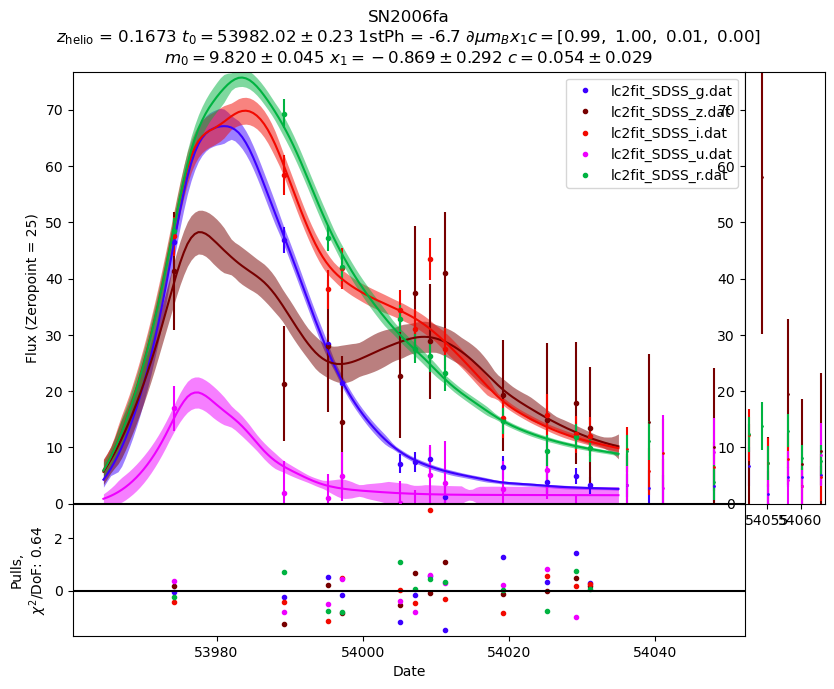 SN2006fa
z_helio = 0.1673 t_0 = 53982.02 ± 0.23 1stPh = -6.7 ∂μm_Bx_1c = [0.99, 1.00, 0.01, 0.00]
m_0 = 9.820 ± 0.045 x_1 = −0.869 ± 0.292 c = 0.054 ± 0.029
lc2fit_SDSS_g.dat
lc2fit_SDSS_z.dat
lc2fit_SDSS_i.dat
lc2fit_SDSS_u.dat
lc2fit_SDSS_r.dat
Flux (Zeropoint = 25)
70
60
50
40
30
20
10
0
70
60
50
40
30
20
10
0
54055
54060
Pulls,
χ²/DoF: 0.64
2
0
53980
54000
54020
54040
Date